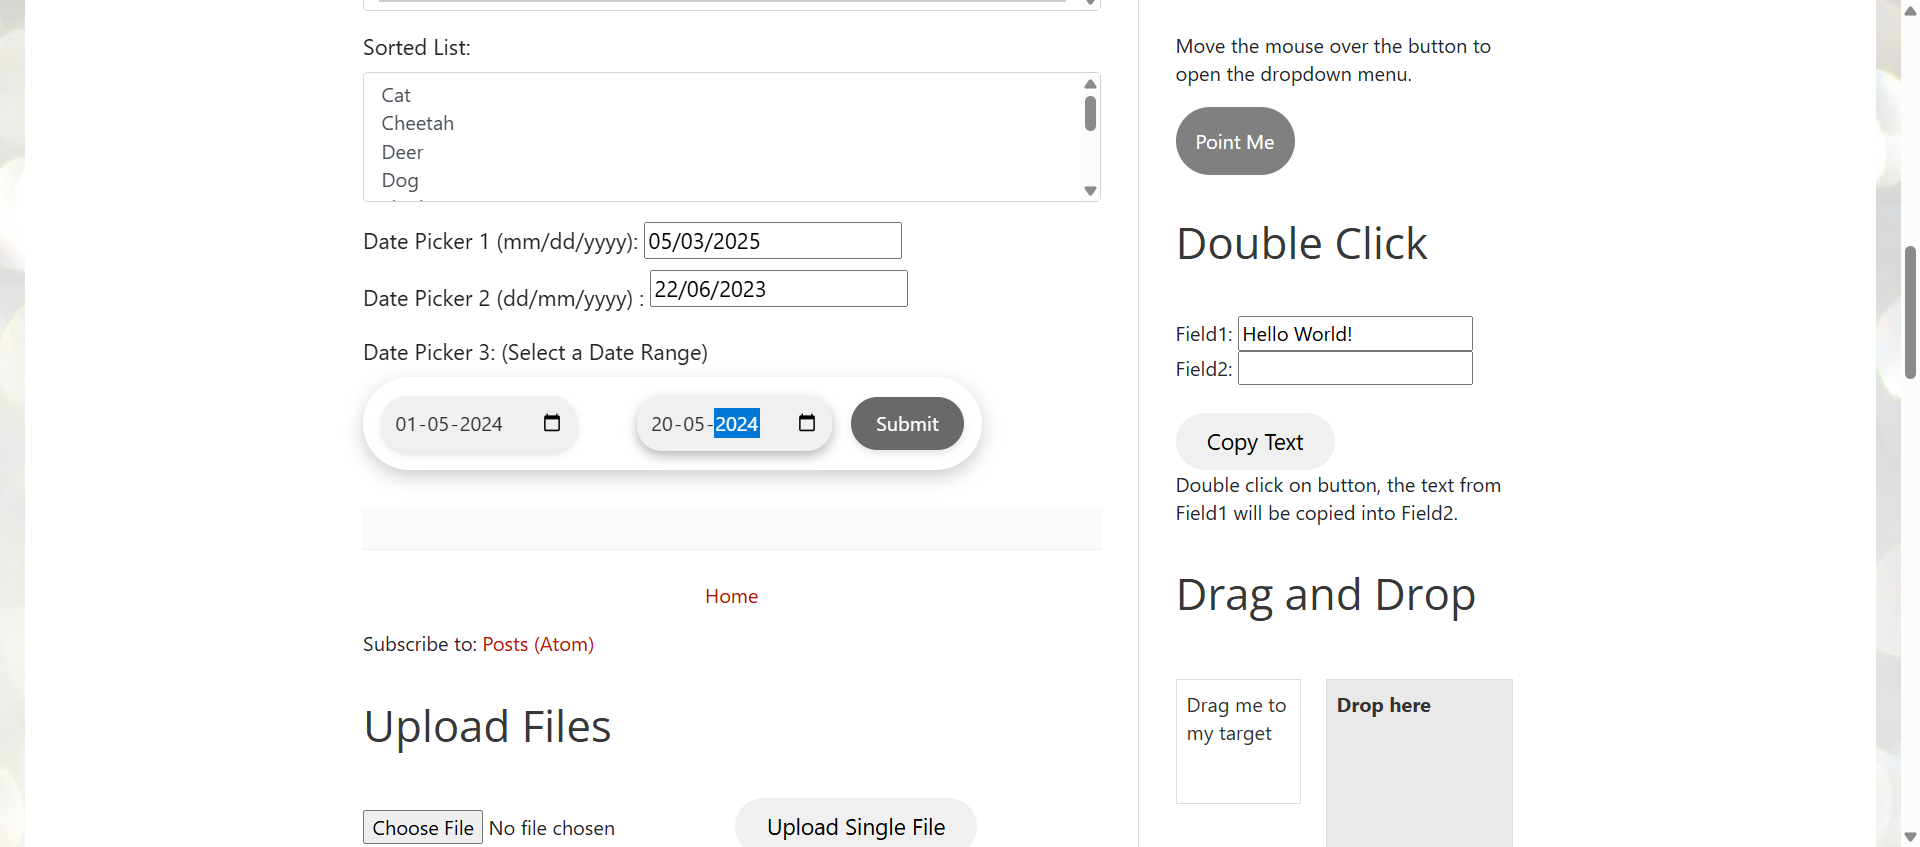 Sorted List:
Cat
Cheetah
Deer
Dog
Date Picker 1 (mm/dd/yyyy): 05/03/2025
Date Picker 2 (dd/mm/yyyy) : 22/06/2023
Date Picker 3: (Select a Date Range)
01-05-2024 20-05-2024 Submit
Home
Subscribe to: Posts (Atom)
Upload Files
Choose File No file chosen Upload Single File
Move the mouse over the button to
open the dropdown menu.
Point Me
Double Click
Field1: Hello World!
Field2:
Copy Text
Double click on button, the text from
Field1 will be copied into Field2.
Drag and Drop
Drag me to
my target
Drop here